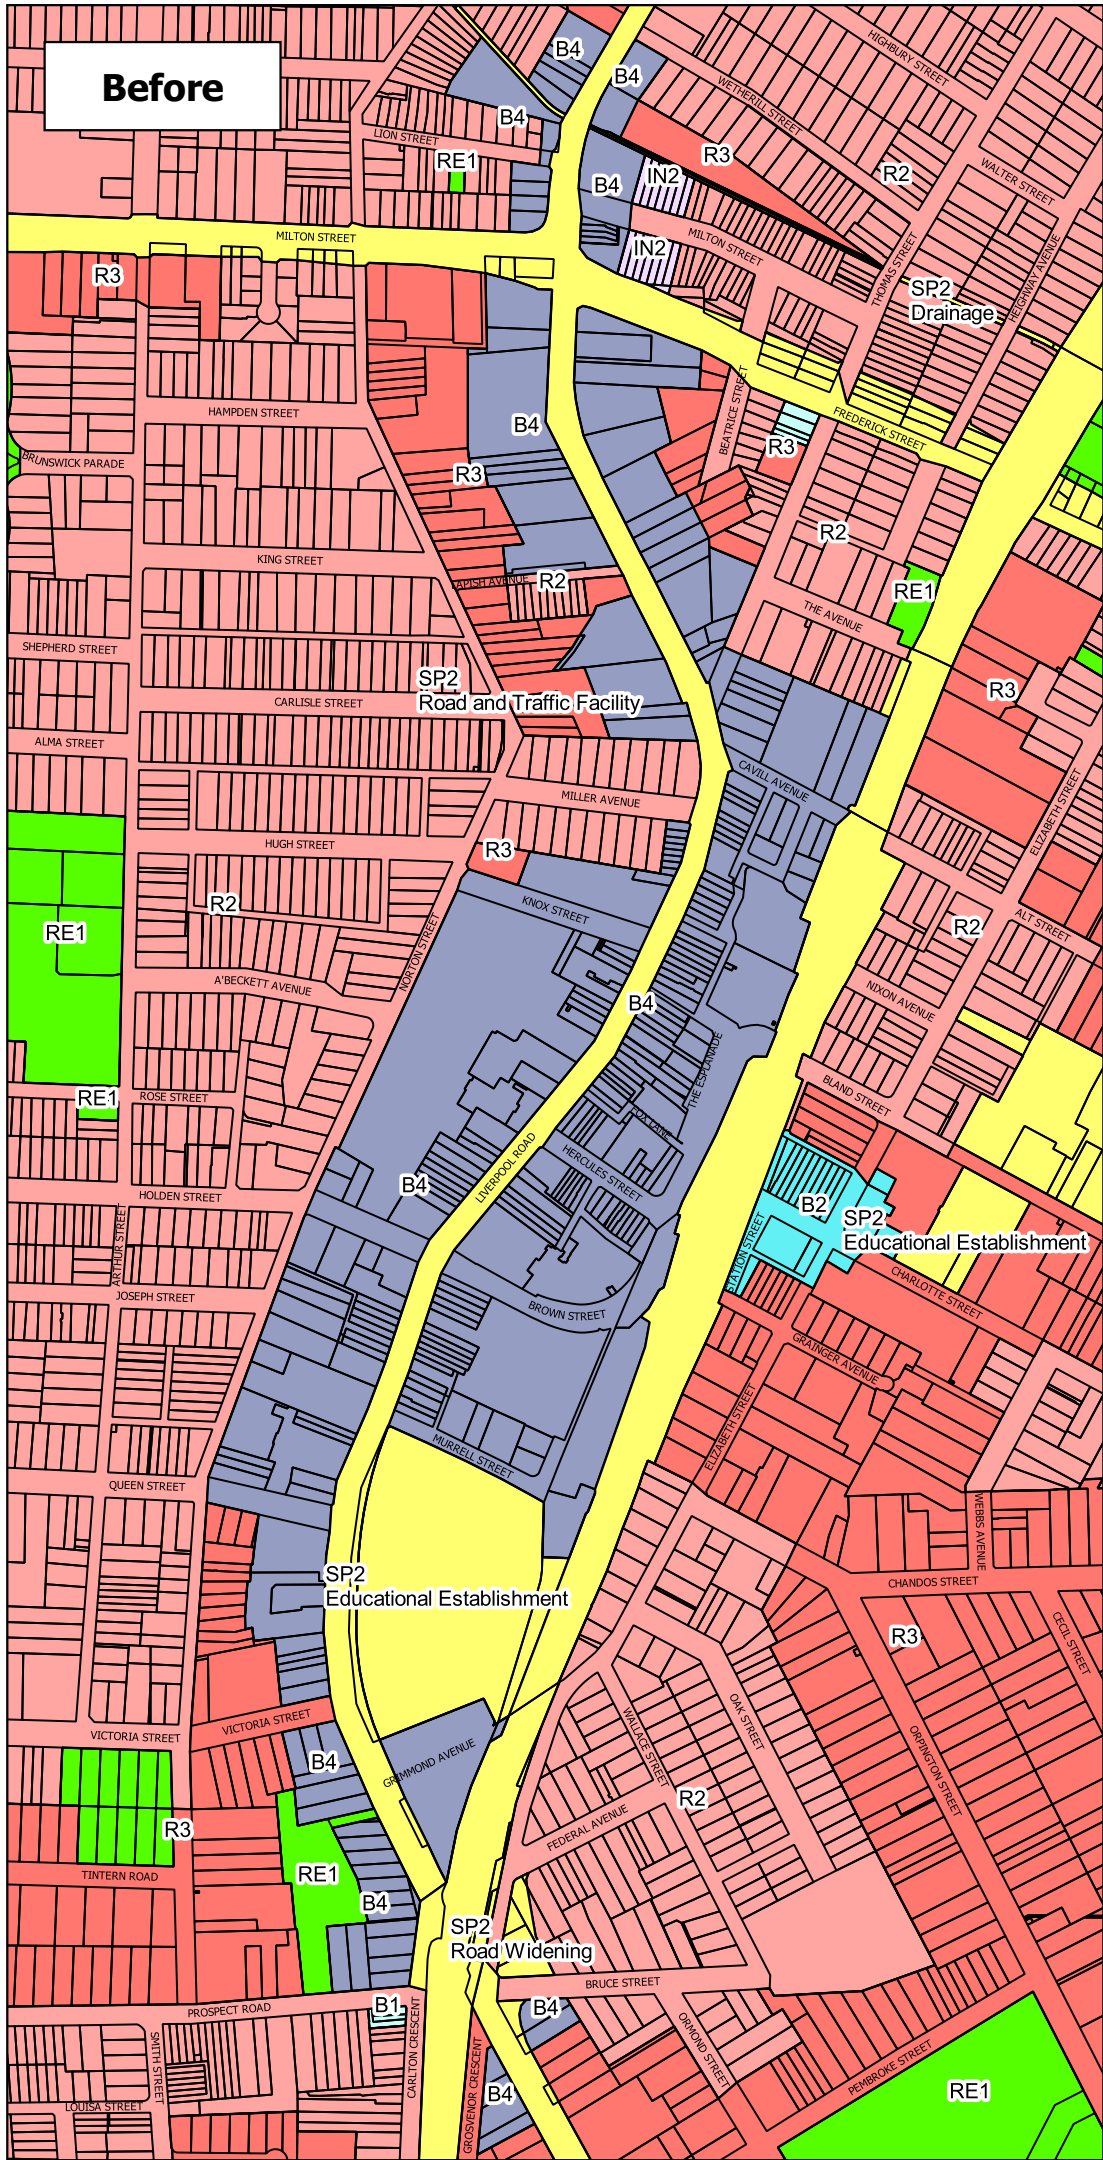 Before
B4
B4
HIGHBURY STREET
WETHERILL STREET
B4
LION STREET
RE1
R3
WALTER STREET
IN2
R2
B4
MILTON STREET
MILTON STREET
IN2
THOMAS STREET
HEIGHWAY AVENUE
R3
SP2
Drainage
HAMPDEN STREET
B4
BEATRICE STREET
FREDERICK STREET
R3
BRUNSWICK PARADE
R3
R2
KING STREET
APISH AVENUE
R2
RE1
THE AVENUE
SHEPHERD STREET
SP2
Road and Traffic Facility
R3
CARLISLE STREET
ALMA STREET
CAVILL AVENUE
MILLER AVENUE
ELIZABETH STREET
HUGH STREET
R3
R2
KNOX STREET
RE1
R2
ALT STREET
NORTON STREET
A'BECKETT AVENUE
NIXON AVENUE
B4
THE ESPLANADE
RE1
ROSE STREET
BLAND STREET
FOX LANE
HERCULES STREET
LIVERPOOL ROAD
B4
HOLDEN STREET
B2
SP2
Educational Establishment
ARTHUR STREET
STATION STREET
CHARLOTTE STREET
JOSEPH STREET
BROWN STREET
GRAINGER AVENUE
ELIZABETH STREET
MURRELL STREET
QUEEN STREET
WEBBS AVENUE
SP2
Educational Establishment
CHANDOS STREET
R3
CECIL STREET
VICTORIA STREET
VICTORIA STREET
WALLACE STREET
OAK STREET
ORPINGTON STREET
B4
GRIMMOND AVENUE
R2
R3
FEDERAL AVENUE
TINTERN ROAD
RE1
B4
SP2
Road Widening
BRUCE STREET
PROSPECT ROAD
B1
B4
SMITH STREET
CARLTON CRESCENT
GROSVENOR CRESCENT
ORMOND STREET
PEMBROKE STREET
LOUISA STREET
B4
RE1